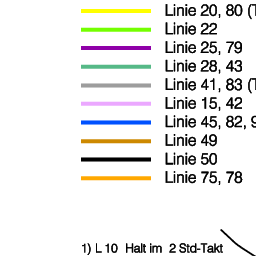 Linie 20, 80 (
Linie 22
Linie 25, 79
Linie 28, 43
Linie 41, 83 (
Linie 15, 42
Linie 45, 82,
Linie 49
Linie 50
Linie 75, 78
1) L 10 Halt im 2 Std-Takt